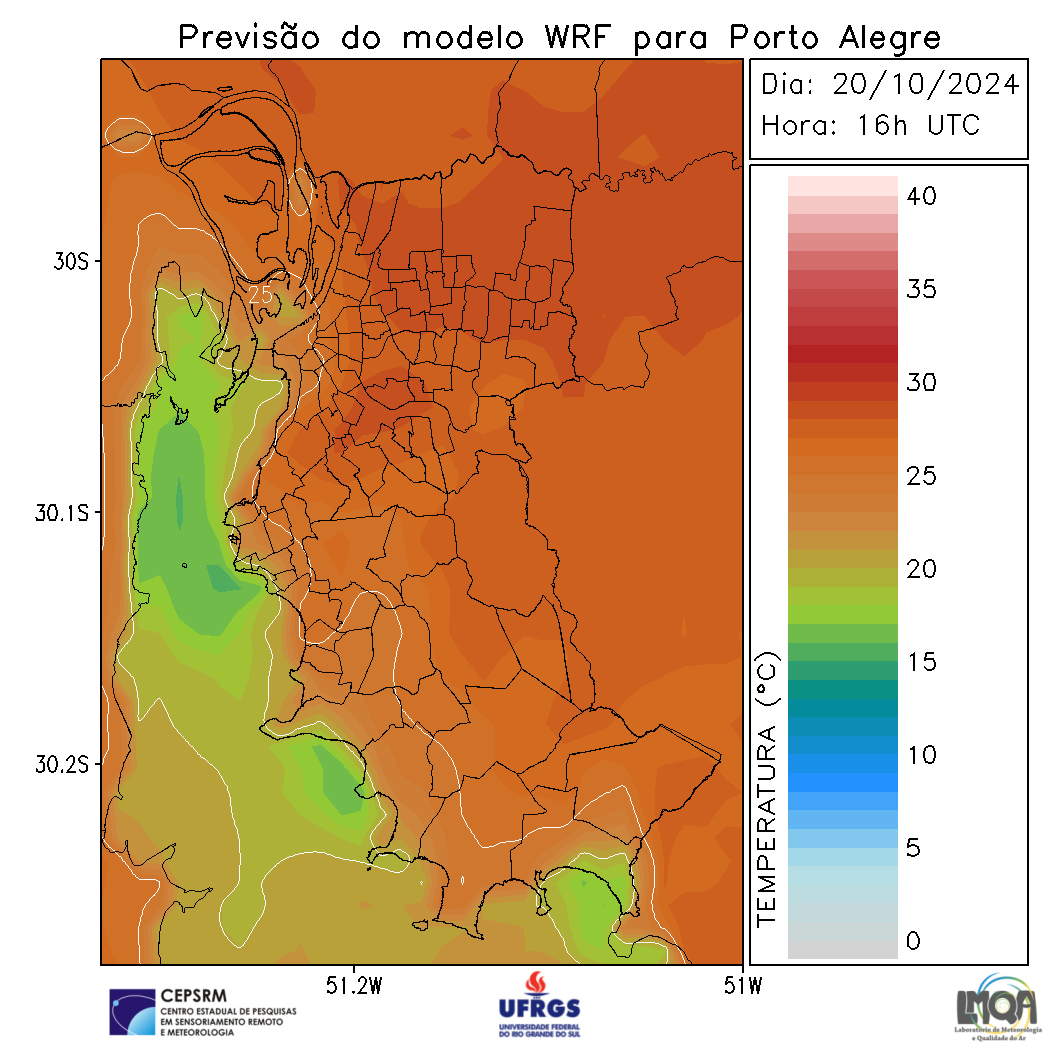 Previsão do modelo WRF para Porto Alegre
Dia: 20/10/2024
Hora: 16h UTC
40
35
30
25
20
15
10
5
0
TEMPERATURA (°C)
30S
30.1S
30.2S
25
51.2W
51W
CEPSRM
CENTRO ESTADUAL DE PESQUISAS
EM SENSORIAMENTO REMOTO
E METEOROLOGIA
UFRGS
UNIVERSIDADE FEDERAL
DO RIO GRANDE DO SUL
LMQA
Laboratório de Meteorologia
e Qualidade do Ar